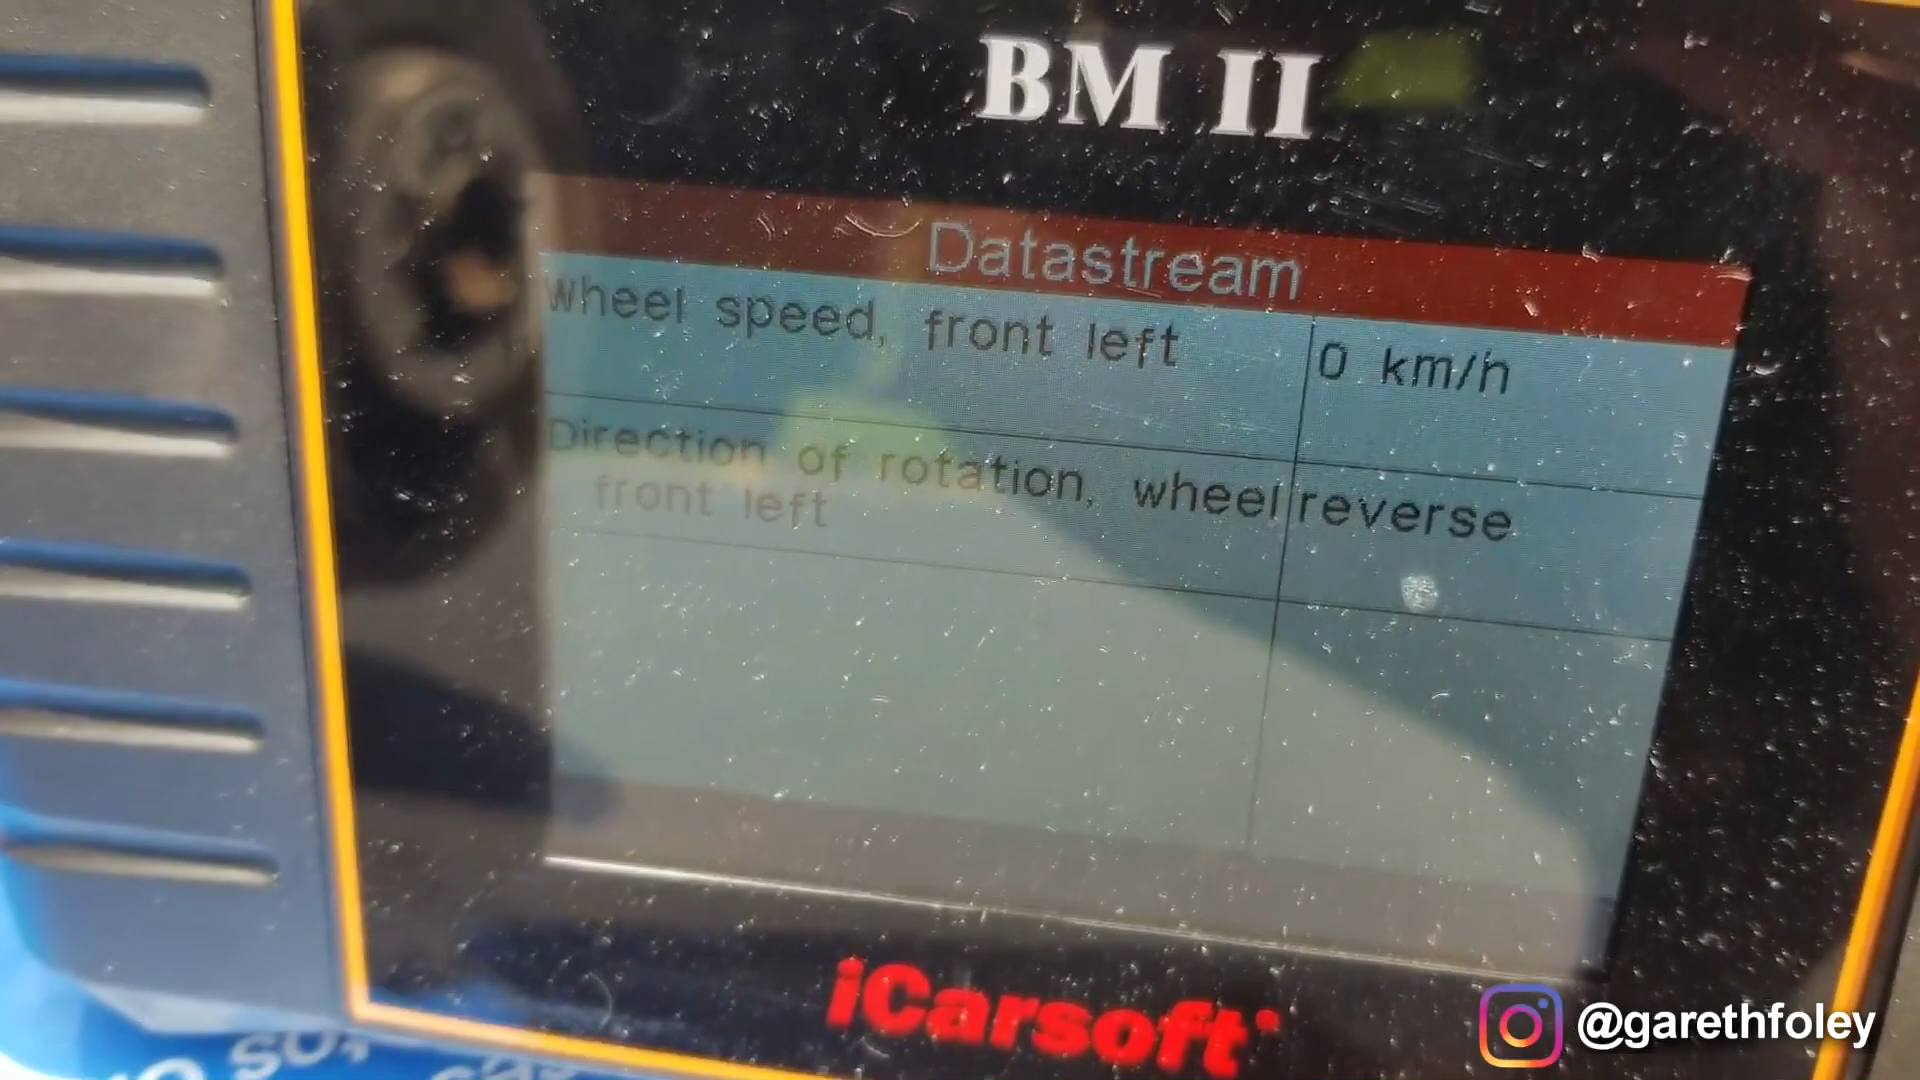 BM II
Datastream
wheel speed, front left
0 km/h
Direction of rotation, wheel
front left
reverse
iCarsoft
@garethfoley